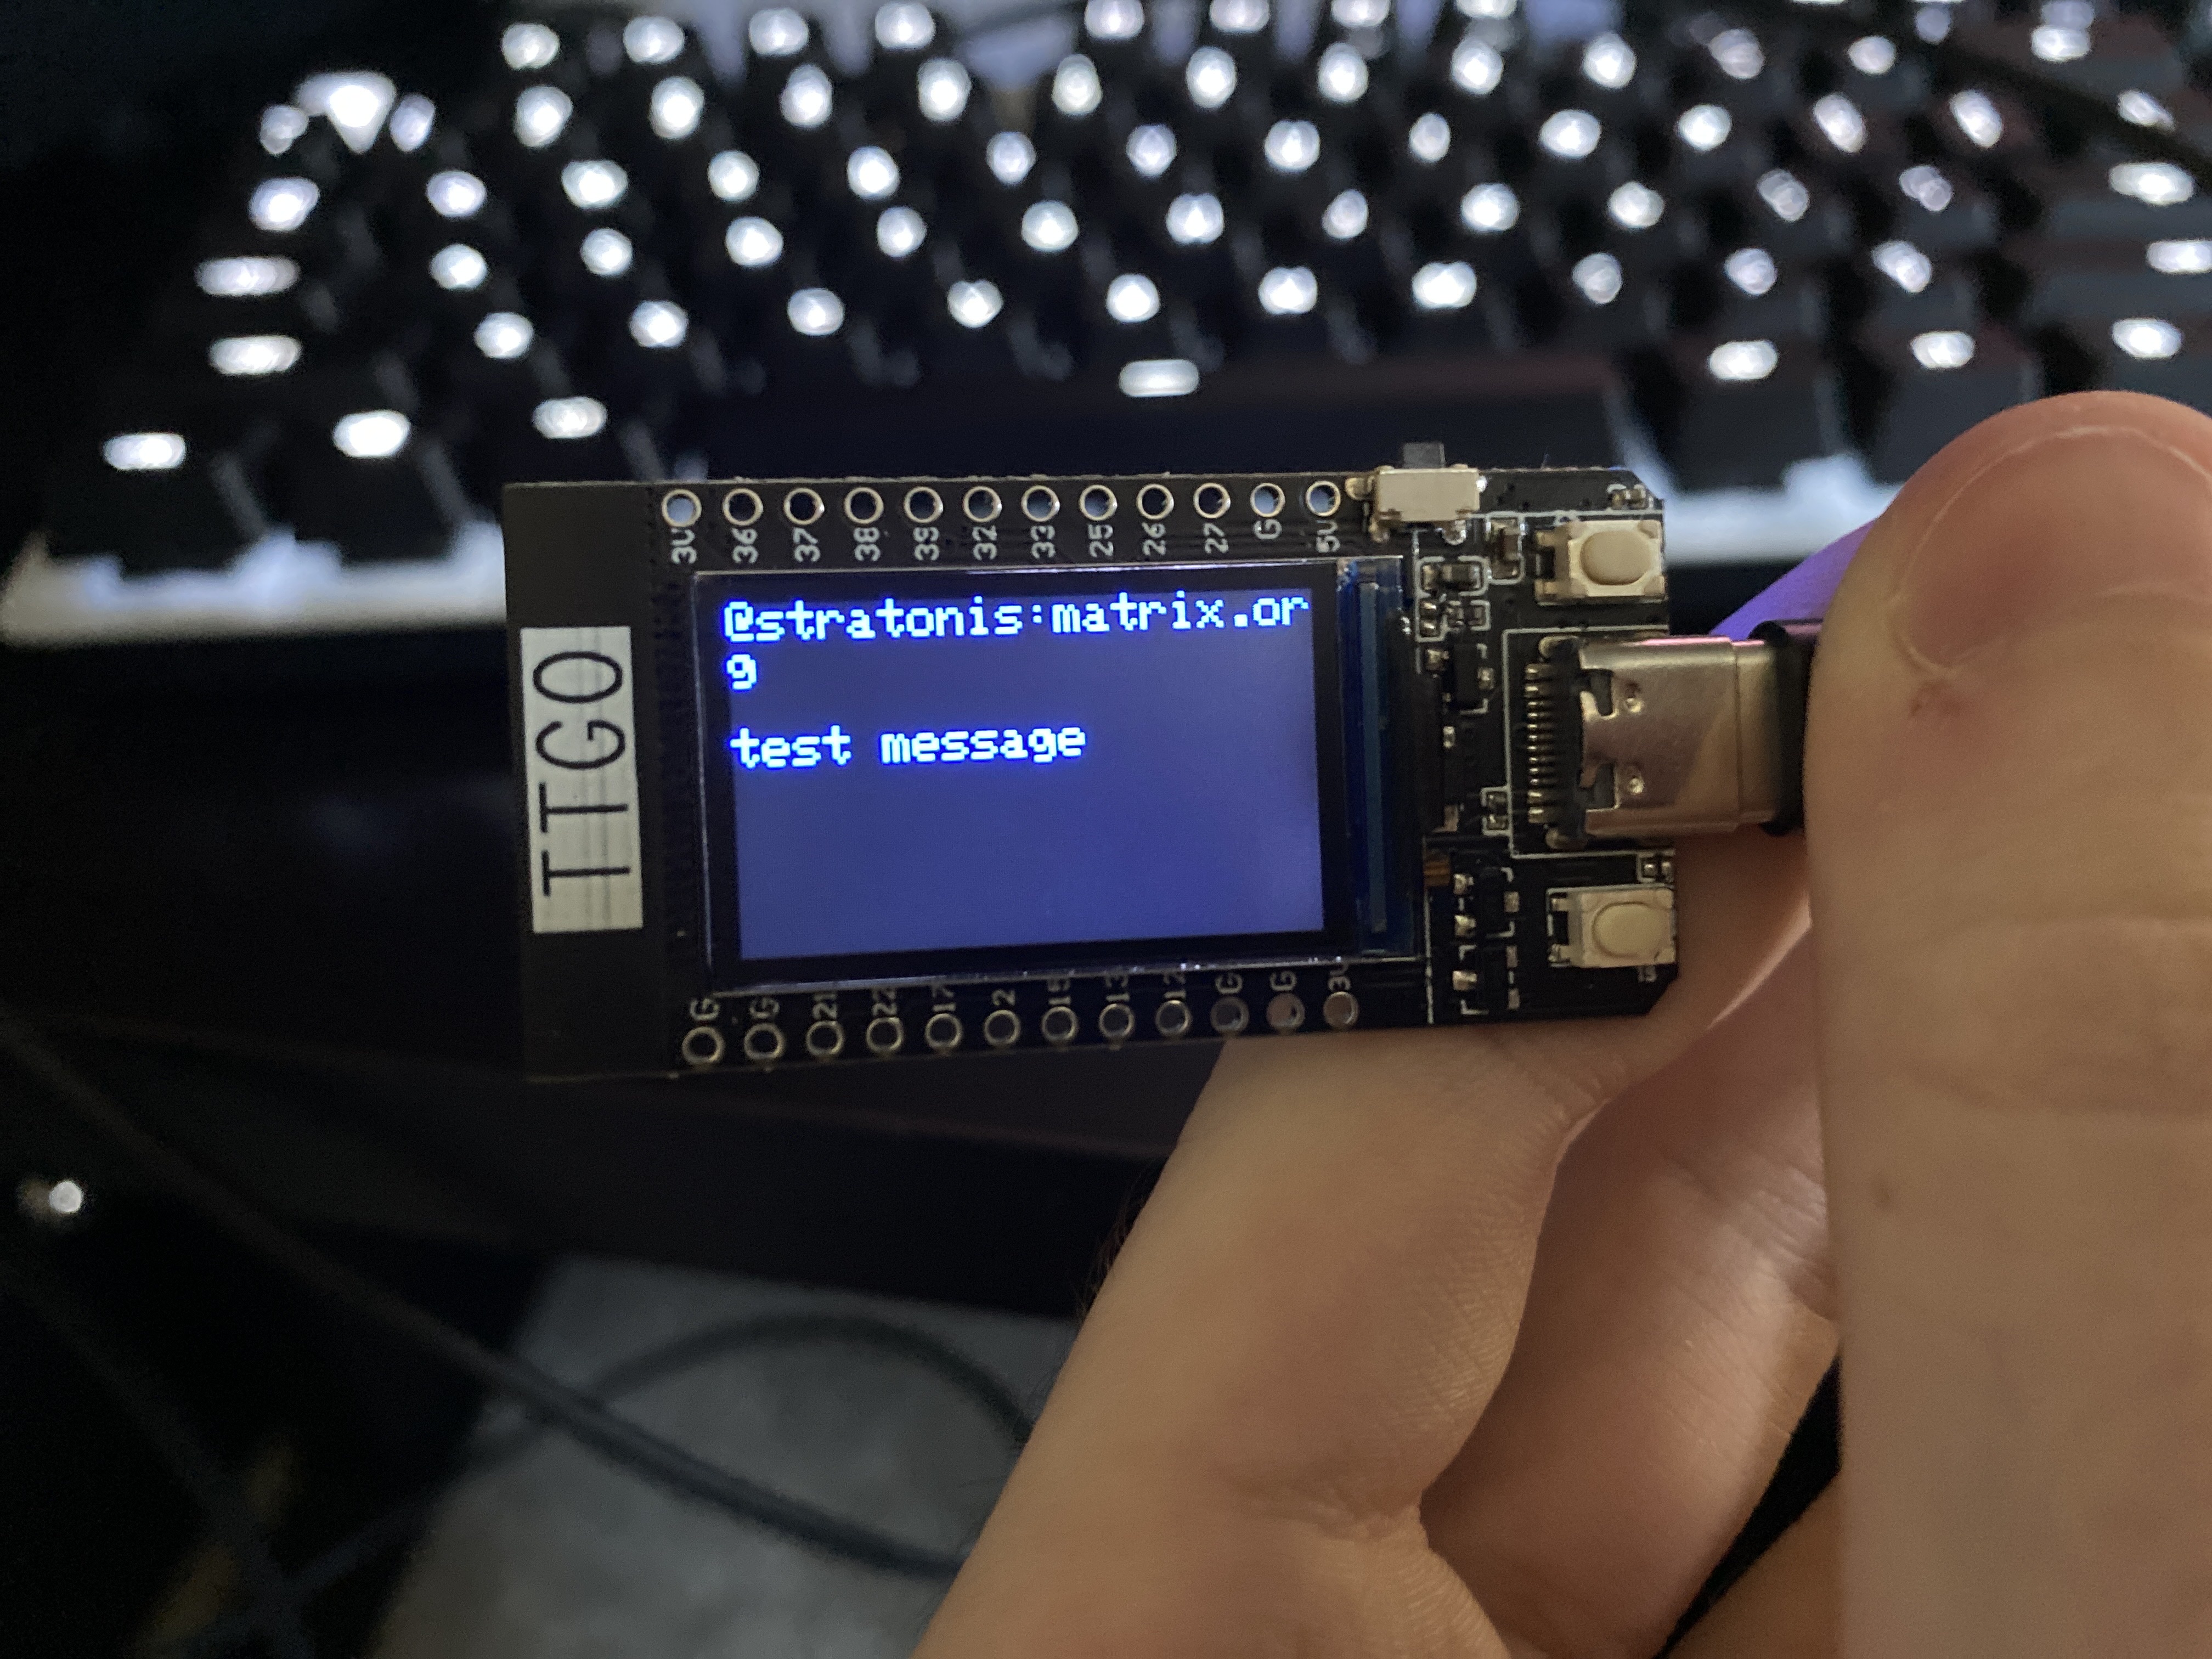 3V 36 37 38 39 32 33 25 26 27 G 5V
TTGO
@stratonis:matrix.or
g
test message
G G 21 22 17 2 15 13 12 G G 3V